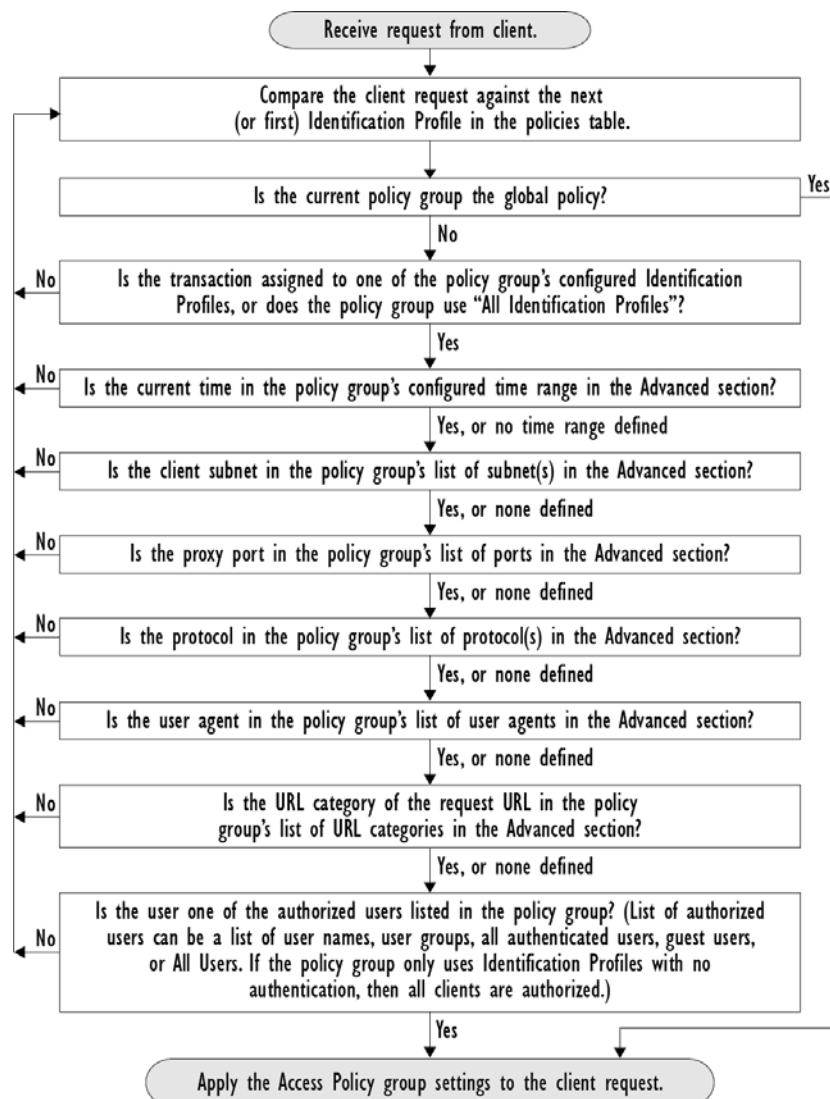 Receive request from client.
Compare the client request against the next
(or first) Identification Profile in the policies table.
Is the current policy group the global policy?
Yes
No
Is the transaction assigned to one of the policy group's configured Identification
Profiles, or does the policy group use “All Identification Profiles”?
No
Yes
Is the current time in the policy group's configured time range in the Advanced section?
No
Yes, or no time range defined
Is the client subnet in the policy group's list of subnet(s) in the Advanced section?
No
Yes, or none defined
Is the proxy port in the policy group's list of ports in the Advanced section?
No
Yes, or none defined
Is the protocol in the policy group's list of protocol(s) in the Advanced section?
No
Yes, or none defined
Is the user agent in the policy group's list of user agents in the Advanced section?
No
Yes, or none defined
Is the URL category of the request URL in the policy
group's list of URL categories in the Advanced section?
No
Yes, or none defined
Is the user one of the authorized users listed in the policy group? (List of authorized
users can be a list of user names, user groups, all authenticated users, guest users,
or All Users. If the policy group only uses Identification Profiles with no
authentication, then all clients are authorized.)
No
Yes
Apply the Access Policy group settings to the client request.